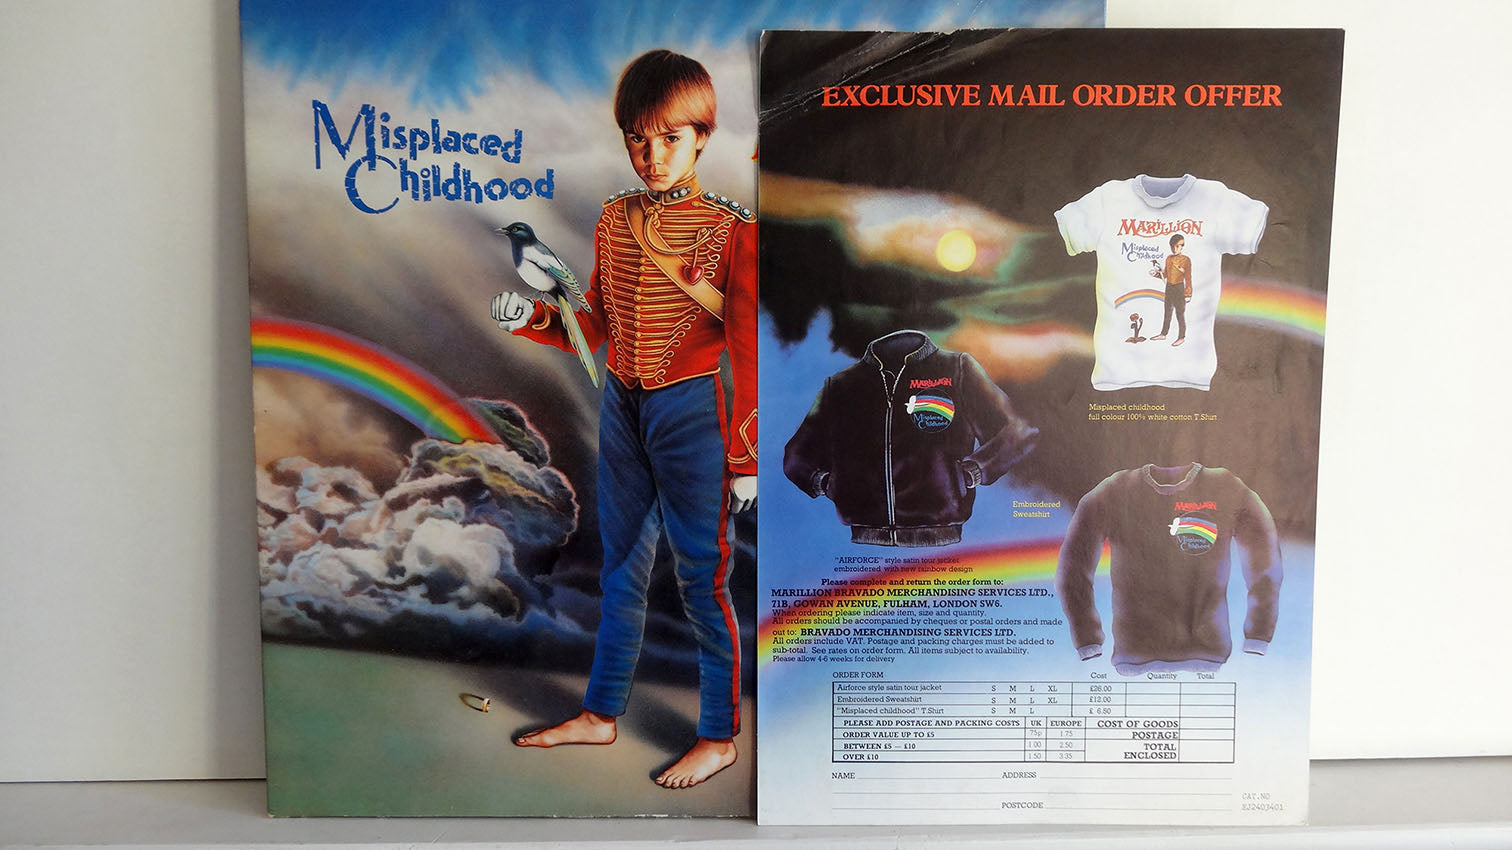 Misplaced
Childhood
EXCLUSIVE MAIL ORDER OFFER
MARILLION
Misplaced
Childhood
Misplaced childhood
full colour 100% white cotton T.Shirt
MARILLION
Misplaced
Childhood
Embroidered
Sweatshirt
MARILLION
Misplaced
Childhood
"AIRFORCE" style satin tour jacket
embroidered with new rainbow design
Please complete and return the order form to:
MARILLION BRAVADO MERCHANDISING SERVICES LTD.,
71B, GOWAN AVENUE, FULHAM, LONDON SW6.
When ordering please indicate item, size and quantity.
All orders should be accompanied by cheques or postal orders and made
out to: BRAVADO MERCHANDISING SERVICES LTD.
All orders include VAT. Postage and packing charges must be added to
sub-total. See rates on order form. All items subject to availability.
Please allow 4-6 weeks for delivery
ORDER FORM Cost Quantity Total
Airforce style satin tour jacket S M L XL £26.00
Embroidered Sweatshirt S M L XL £12.00
"Misplaced childhood" T.Shirt S M L £ 6.50
PLEASE ADD POSTAGE AND PACKING COSTS UK EUROPE COST OF GOODS
ORDER VALUE UP TO £5 75p 1.75 POSTAGE
BETWEEN £5 — £10 1.00 2.50 TOTAL
OVER £10 1.50 3.35 ENCLOSED
NAME ADDRESS
POSTCODE
CAT.NO
EJ2403401